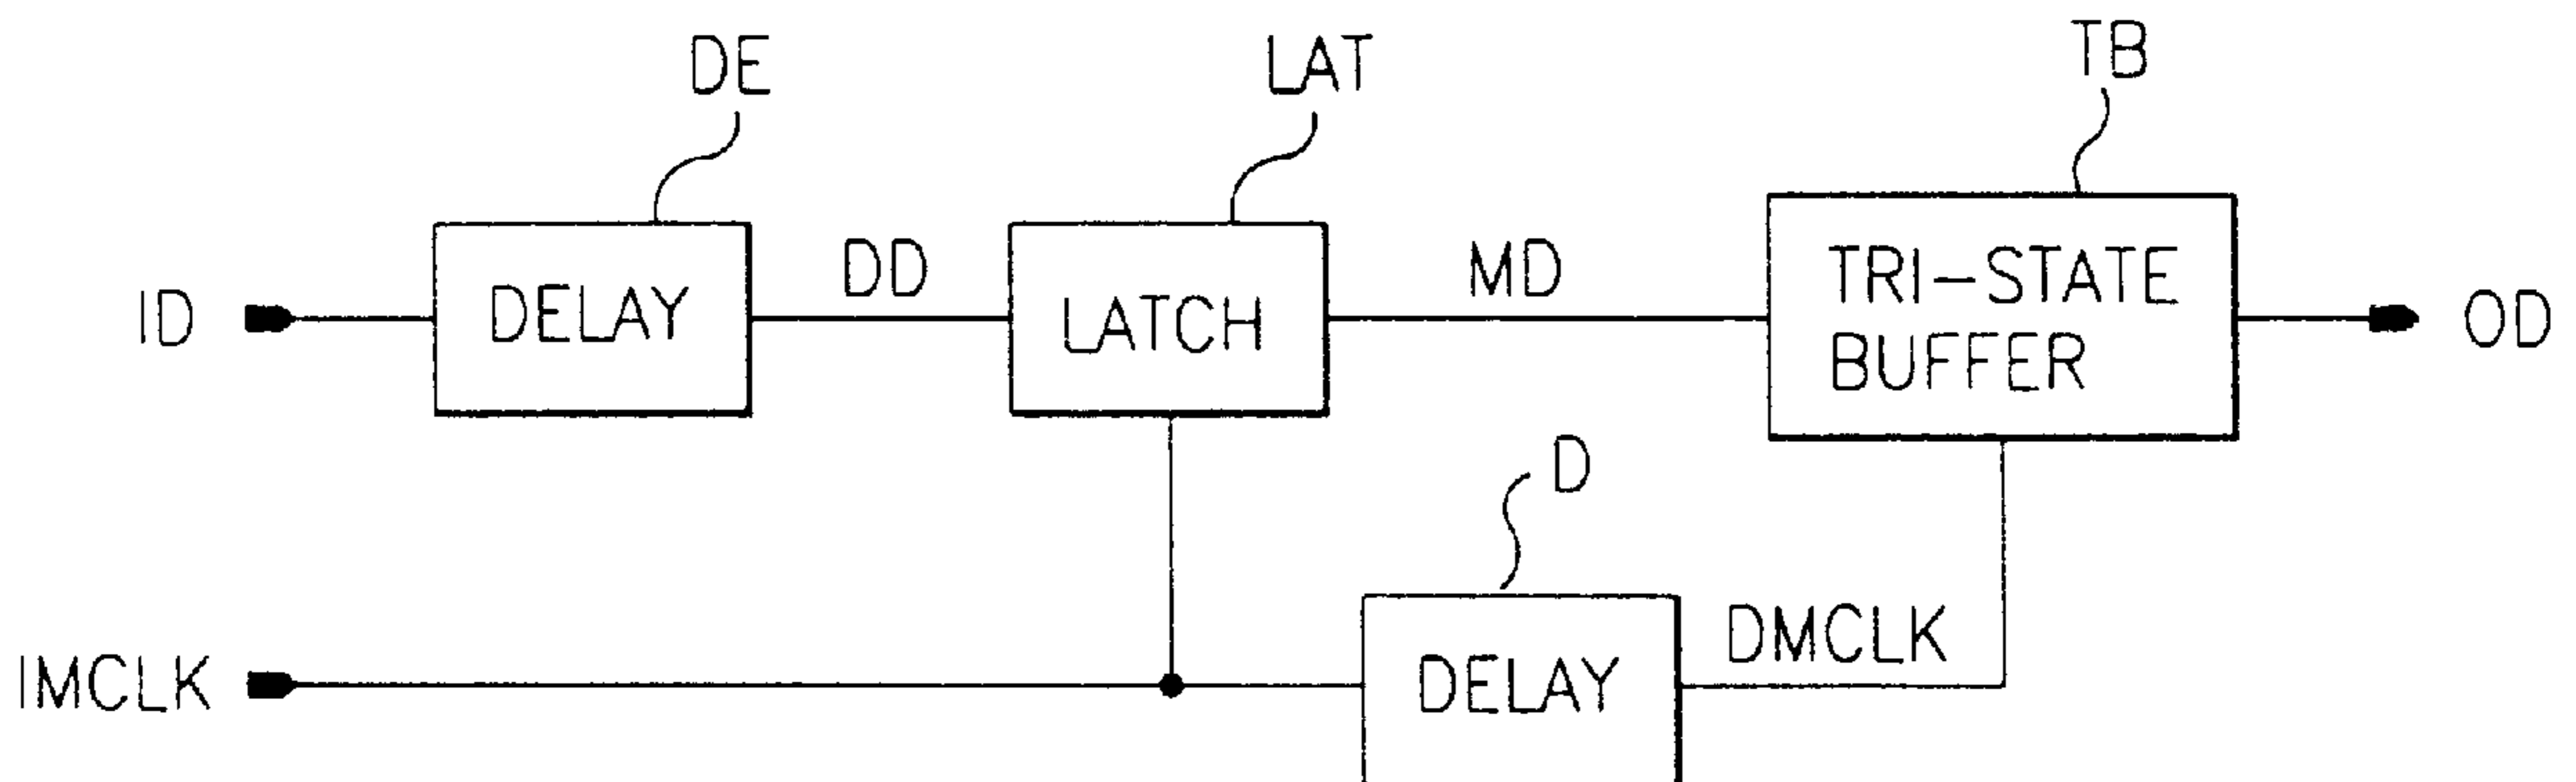 DE
LAT
TB
ID
DELAY
DD
LATCH
MD
TRI-STATE
BUFFER
OD
D
IMCLK
DELAY
DMCLK